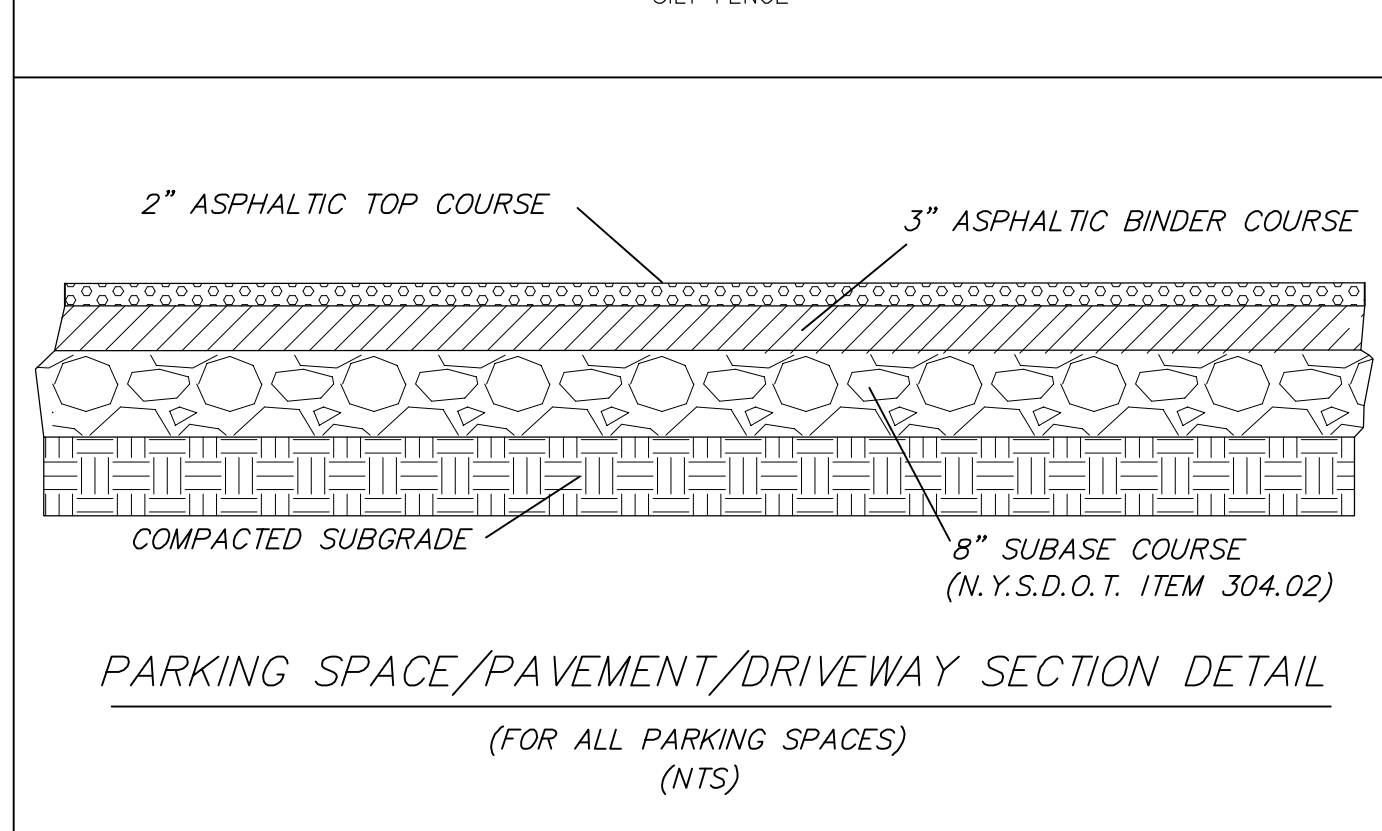 2” ASPHALTIC TOP COURSE
3” ASPHALTIC BINDER COURSE
COMPACTED SUBGRADE
8” SUBASE COURSE
(N.Y.S.D.O.T. ITEM 304.02)
PARKING SPACE/PAVEMENT/DRIVEWAY SECTION DETAIL
(FOR ALL PARKING SPACES)
(NTS)